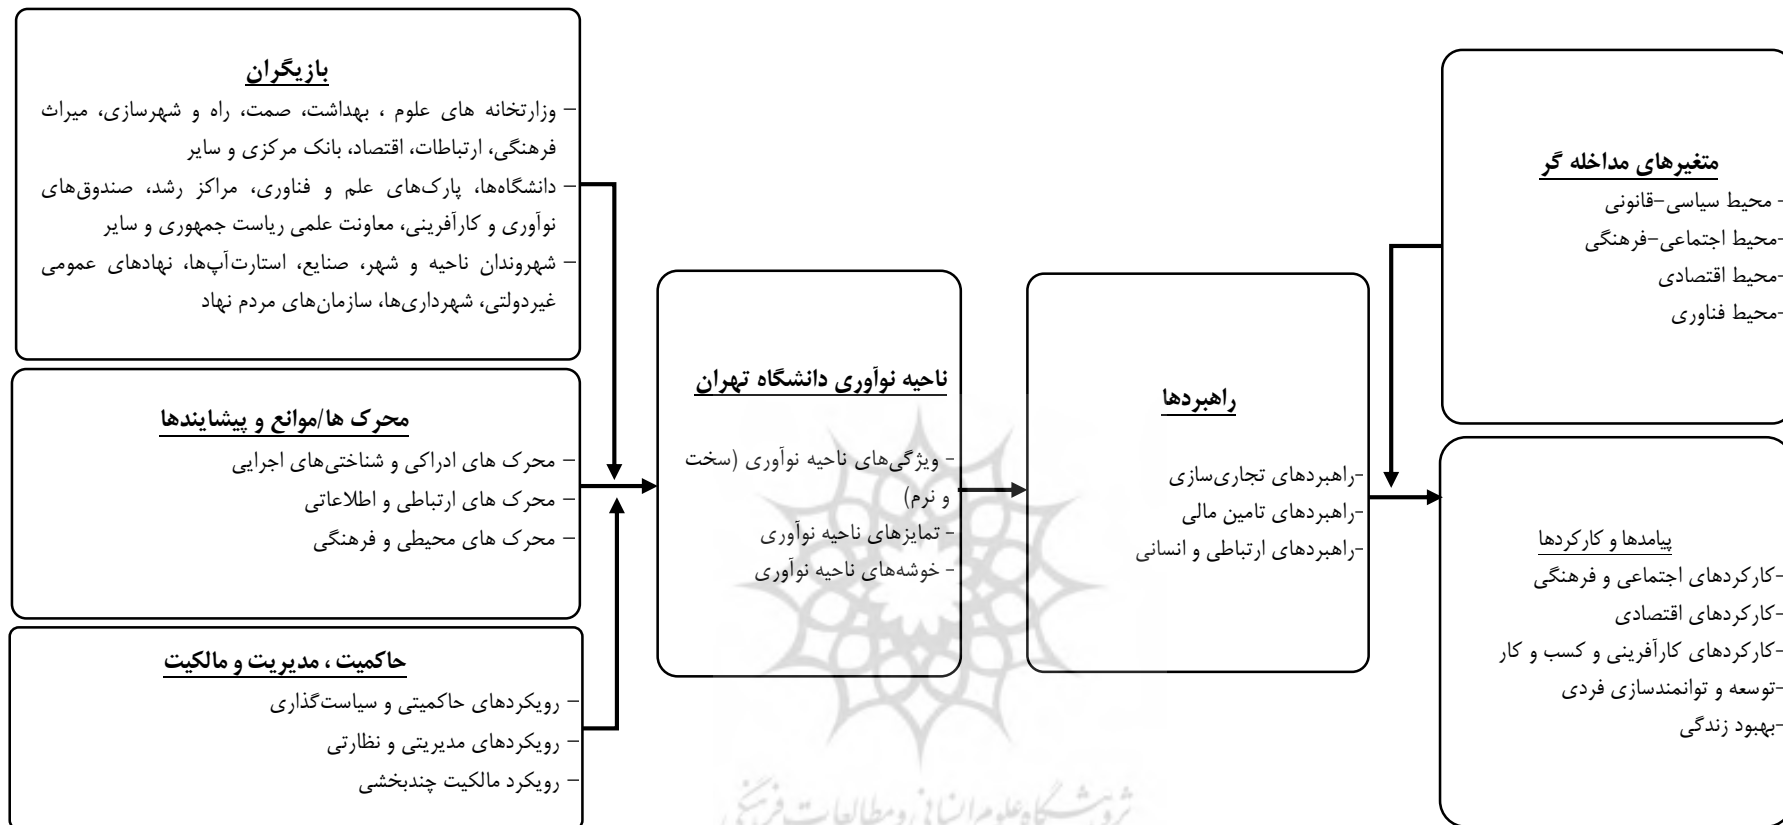 بازیگران
– وزارتخانه های علوم ، بهداشت، صمت، راه و شهرسازی، میراث
فرهنگی، ارتباطات، اقتصاد، بانک مرکزی و سایر
– دانشگاه‌ها، پارک‌های علم و فناوری، مراکز رشد، صندوق‌های
نوآوری و کارآفرینی، معاونت علمی ریاست جمهوری و سایر
– شهروندان ناحیه و شهر، صنایع، استارت‌آپ‌ها، نهادهای عمومی
غیردولتی، شهرداری‌ها، سازمان‌های مردم نهاد
محرک ها/موانع و پیشایندها
– محرک های ادراکی و شناختی‌های اجرایی
– محرک های ارتباطی و اطلاعاتی
– محرک های محیطی و فرهنگی
حاکمیت ، مدیریت و مالکیت
– رویکردهای حاکمیتی و سیاست‌گذاری
– رویکردهای مدیریتی و نظارتی
– رویکرد مالکیت چندبخشی
ناحیه نوآوری دانشگاه تهران
- ویژگی‌های ناحیه نوآوری (سخت
و نرم)
- تمایزهای ناحیه نوآوری
- خوشه‌های ناحیه نوآوری
راهبردها
-راهبردهای تجاری‌سازی
-راهبردهای تامین مالی
-راهبردهای ارتباطی و انسانی
متغیرهای مداخله گر
- محیط سیاسی–قانونی
-محیط اجتماعی–فرهنگی
-محیط اقتصادی
-محیط فناوری
پیامدها و کارکردها
-کارکردهای اجتماعی و فرهنگی
-کارکردهای اقتصادی
-کارکردهای کارآفرینی و کسب و کار
-توسعه و توانمندسازی فردی
-بهبود زندگی
پژوهشگاه علوم انسانی و مطالعات فرهنگی